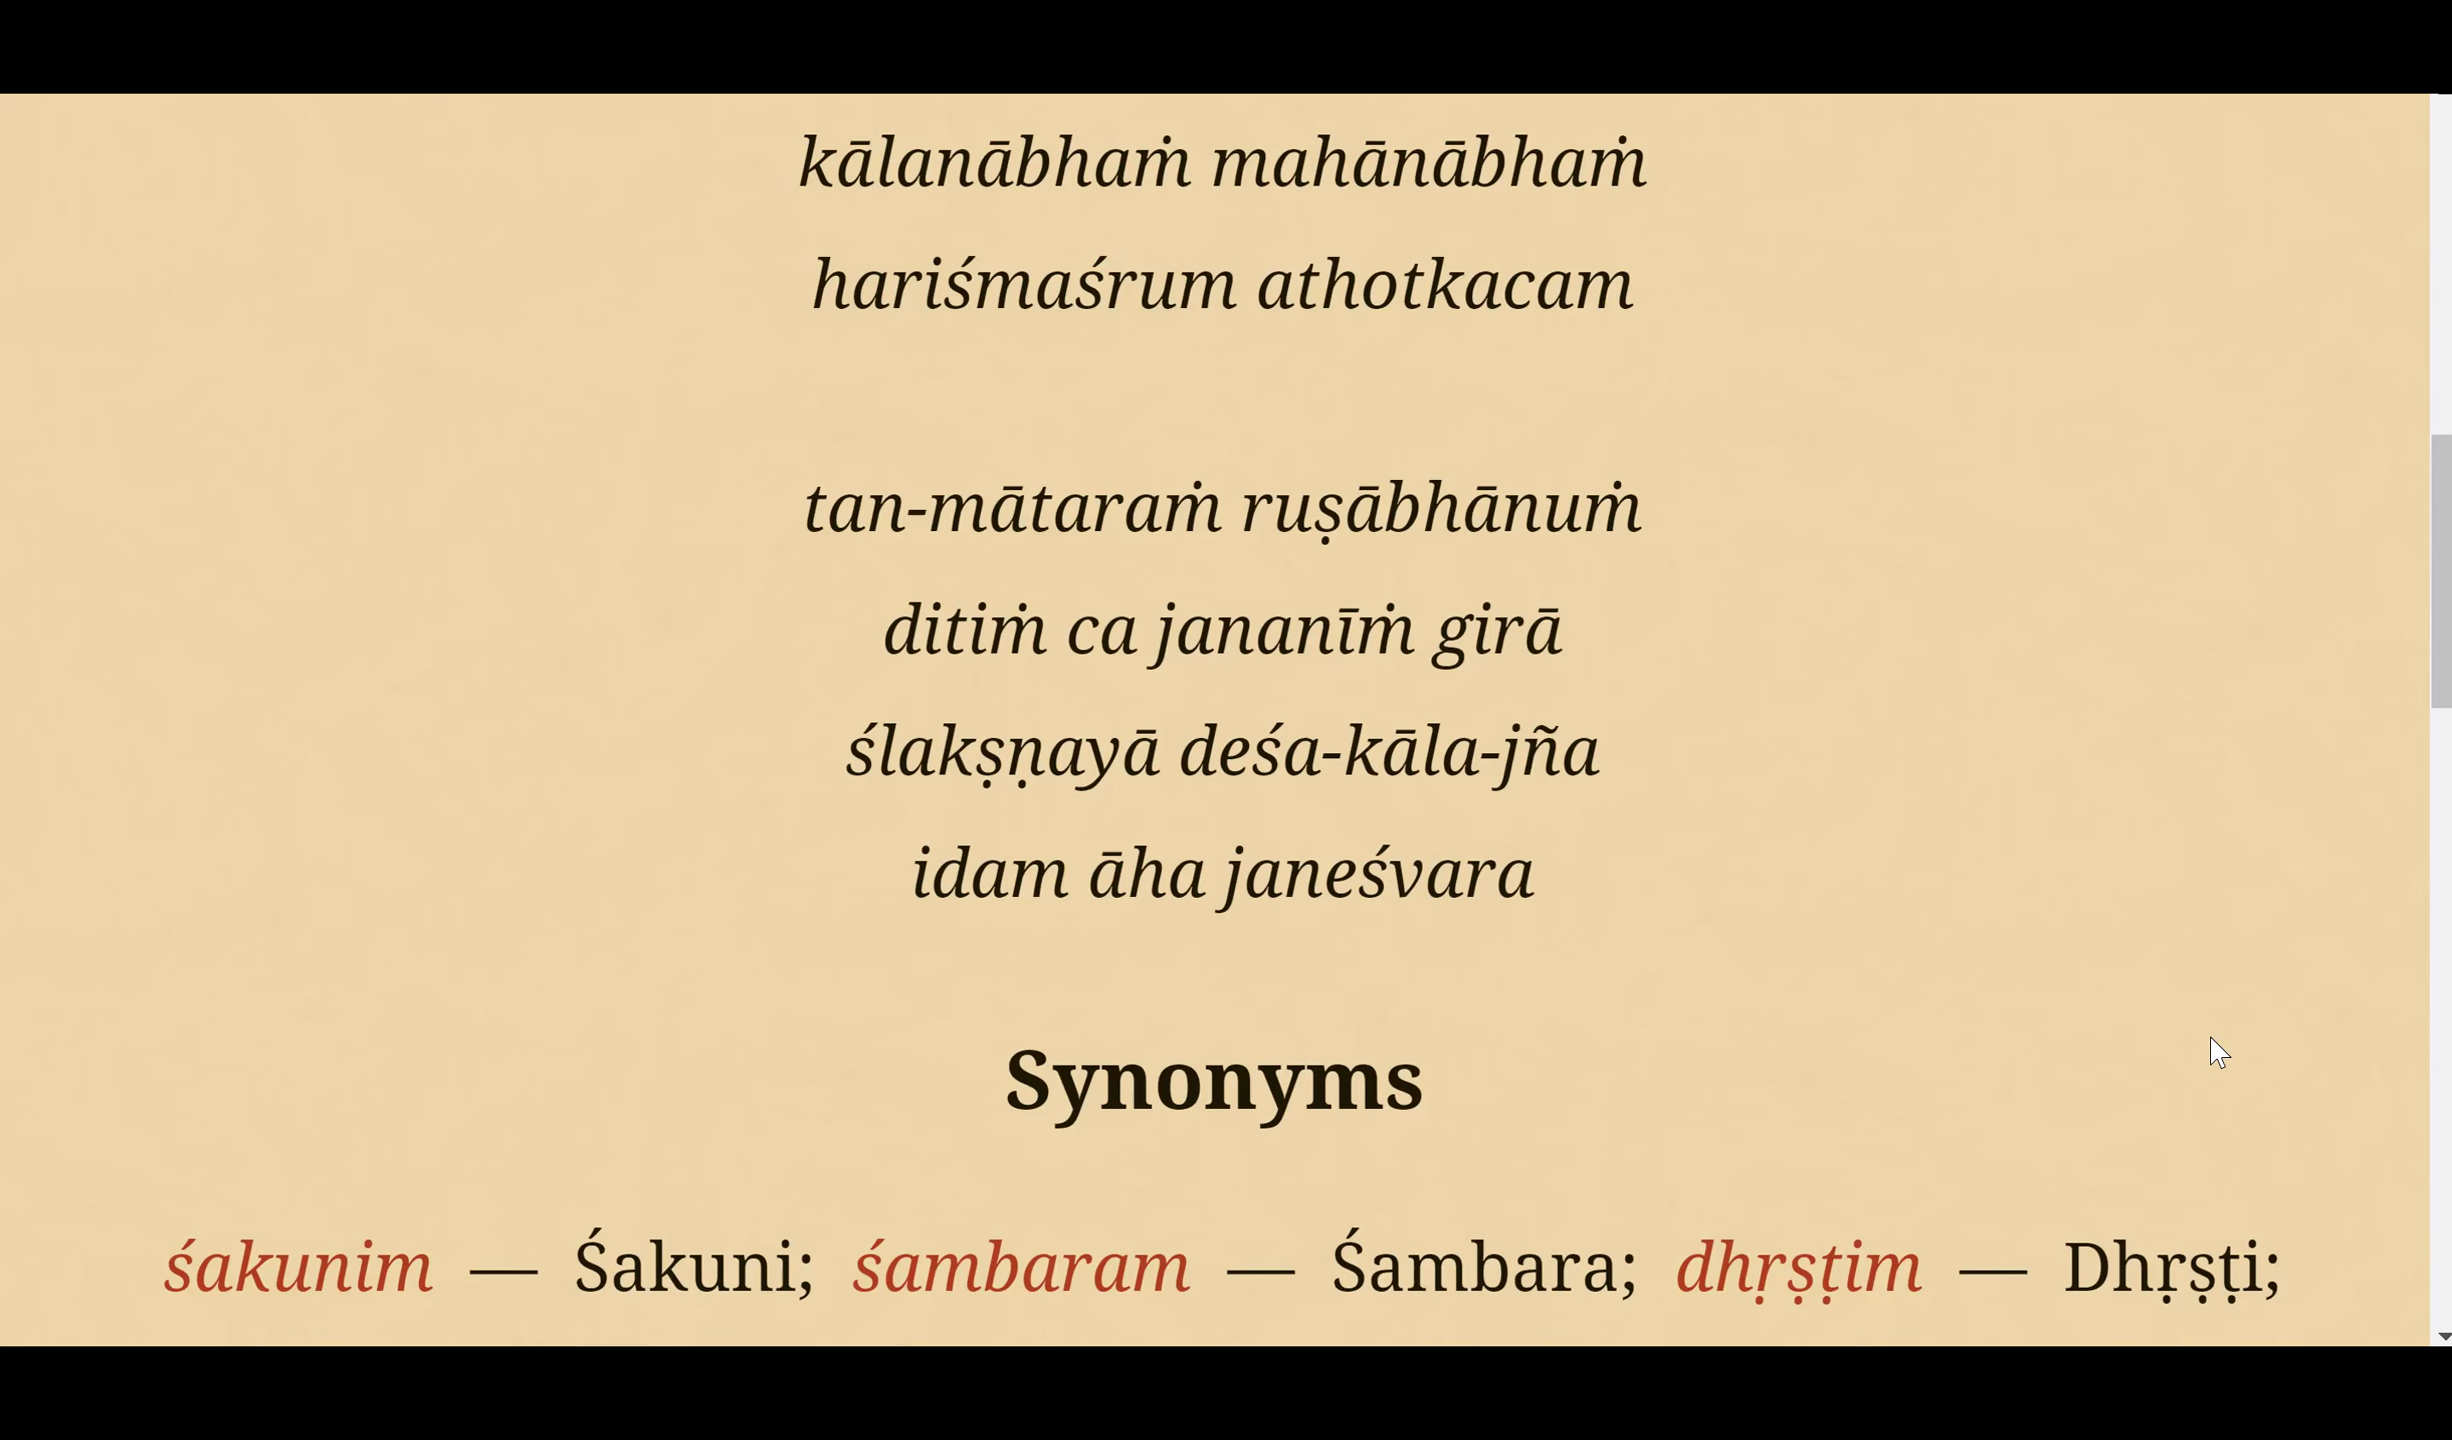 kālanābhaṁ mahānābhaṁ
hariśmaśrum athotkacam
tan-mātaraṁ ruṣābhānuṁ
ditiṁ ca jananīṁ girā
ślakṣṇayā deśa-kāla-jña
idam āha janeśvara
Synonyms
śakunim — Śakuni; śambaram — Śambara; dhṛṣṭim — Dhṛṣṭi;